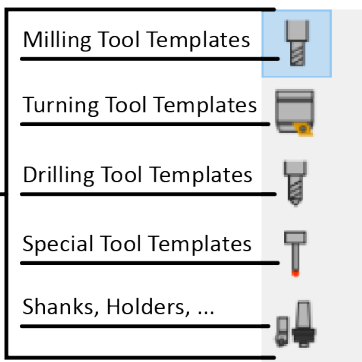 Milling Tool Templates
Turning Tool Templates
Drilling Tool Templates
Special Tool Templates
Shanks, Holders, ...